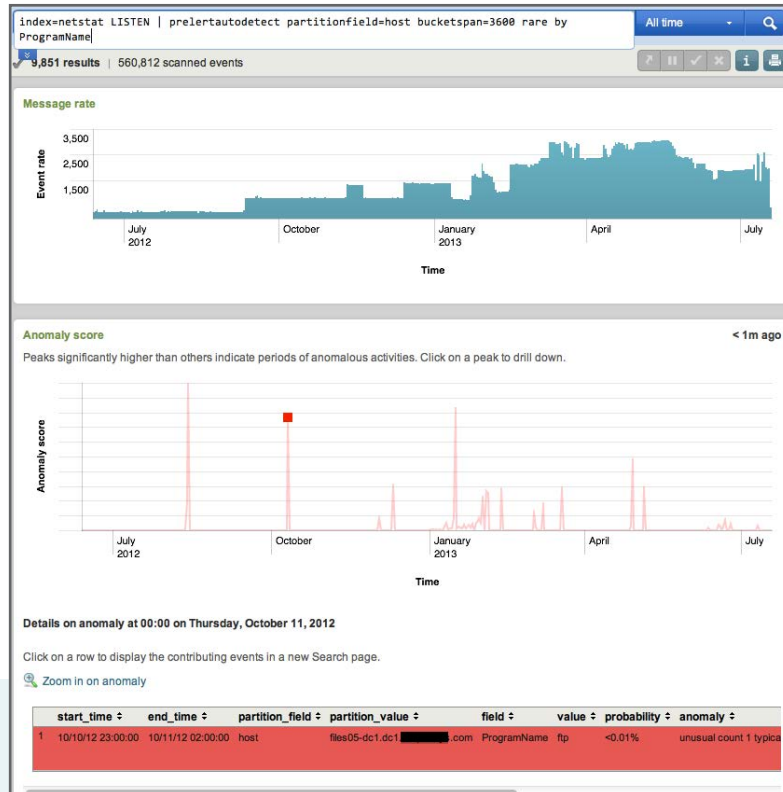 index=netstat LISTEN | prelertautodetect partitionfield=host bucketspan=3600 rare by
ProgramName
All time
9,851 results | 560,812 scanned events
i
Message rate
3,500
2,500
1,500
Event rate
July
2012
October
January
2013
April
July
Time
Anomaly score
< 1m ago
Peaks significantly higher than others indicate periods of anomalous activities. Click on a peak to drill down.
Anomaly score
July
2012
October
January
2013
April
July
Time
Details on anomaly at 00:00 on Thursday, October 11, 2012
Click on a row to display the contributing events in a new Search page.
Zoom in on anomaly
start_time end_time partition_field partition_value field value probability anomaly
1 10/10/12 23:00:00 10/11/12 02:00:00 host files05-dc1.dc1. .com ProgramName ftp <0.01% unusual count 1 typica